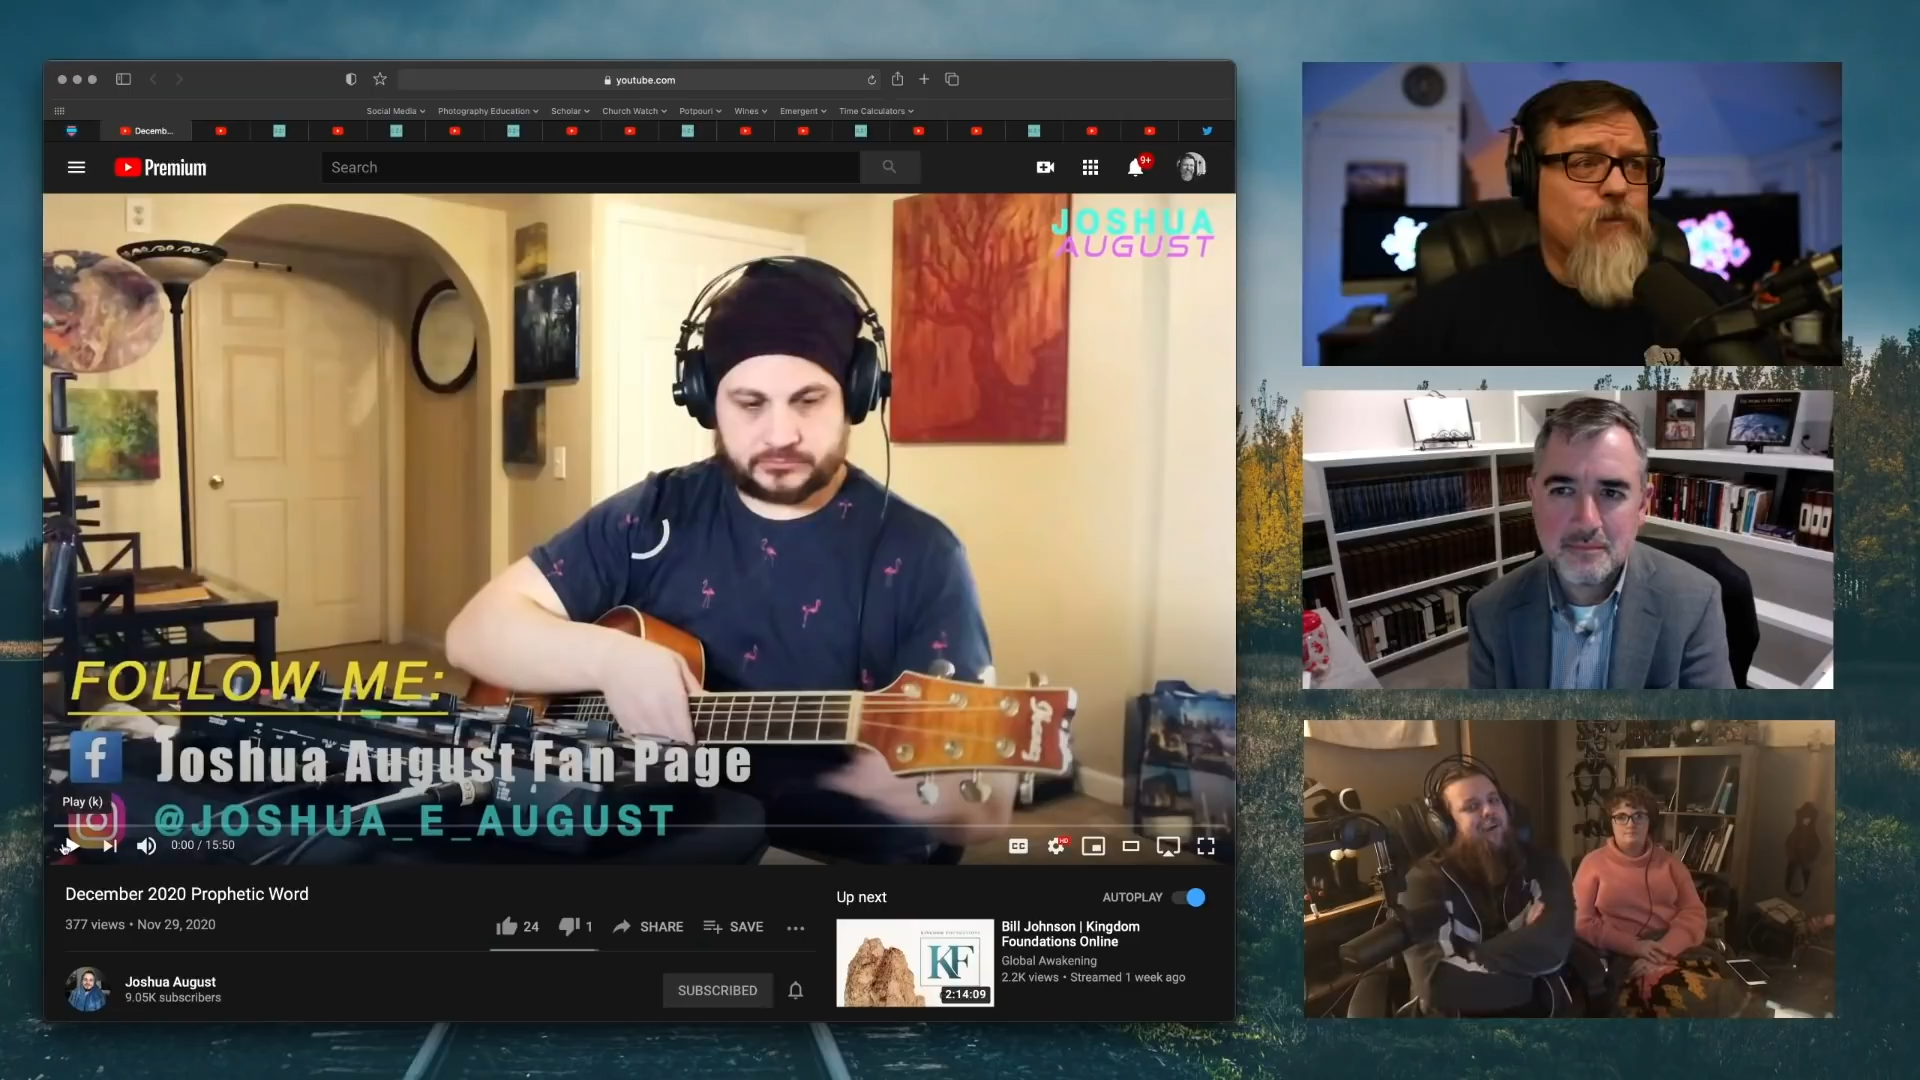 youtube.com
Social Media
Photography Education
Scholar
Church Watch
Potpouri
Wines
Emergent
Time Calculators
Decemb...
Premium
Search
9+
JOSHUA
AUGUST
FOLLOW ME:
f
Joshua August Fan Page
Play (k)
@JOSHUA_E_AUGUST
0:00 / 15:50
CC
HD
Ibanez
December 2020 Prophetic Word
377 views • Nov 29, 2020
24
1
SHARE
SAVE
Joshua August
9.05K subscribers
SUBSCRIBED
Up next
AUTOPLAY
KF
2:14:09
Bill Johnson | Kingdom
Foundations Online
Global Awakening
2.2K views • Streamed 1 week ago